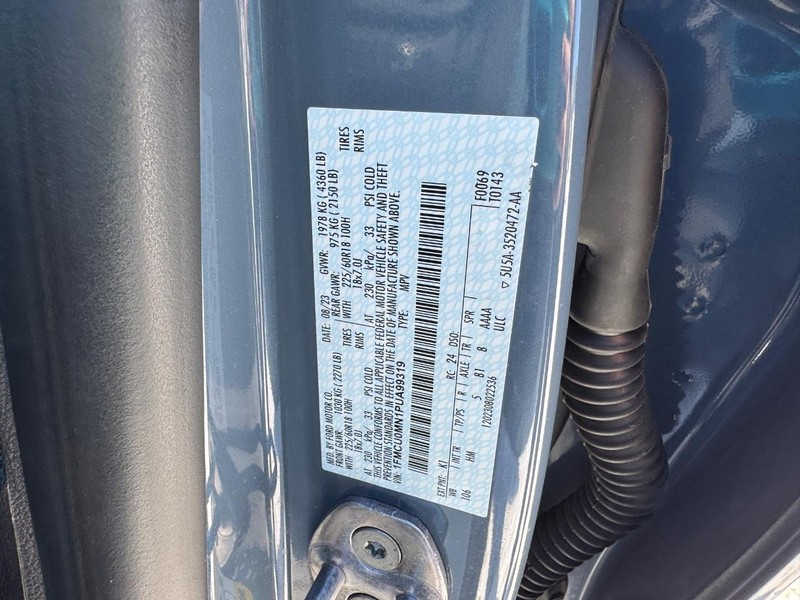 MFD. BY FORD MOTOR CO. DATE: 08/23 GVWR: 1978 KG ( 4360 LB)
FRONT GAWR: 1030 KG ( 2270 LB) REAR GAWR: 975 KG ( 2150 LB)
WITH 225/60R18 100H TIRES WITH 225/60R18 100H TIRES
18x7.0J RIMS 18x7.0J RIMS
AT 230 kPa/ 33 PSI COLD AT 230 kPa/ 33 PSI COLD
THIS VEHICLE CONFORMS TO ALL APPLICABLE FEDERAL MOTOR VEHICLE SAFETY AND THEFT
PREVENTION STANDARDS IN EFFECT ON THE DATE OF MANUFACTURE SHOWN ABOVE.
VIN: 1FMCU0MN1PUA99319 TYPE: MPV
EXT PNT: K1 RC: 24 DSO: F0069
WB INT TR TP/PS R AXLE TR SPR T0143
106 HM 5 B7 8 AAAA
120230802253​6 ULC ▽ 5U5A-3520472-AA